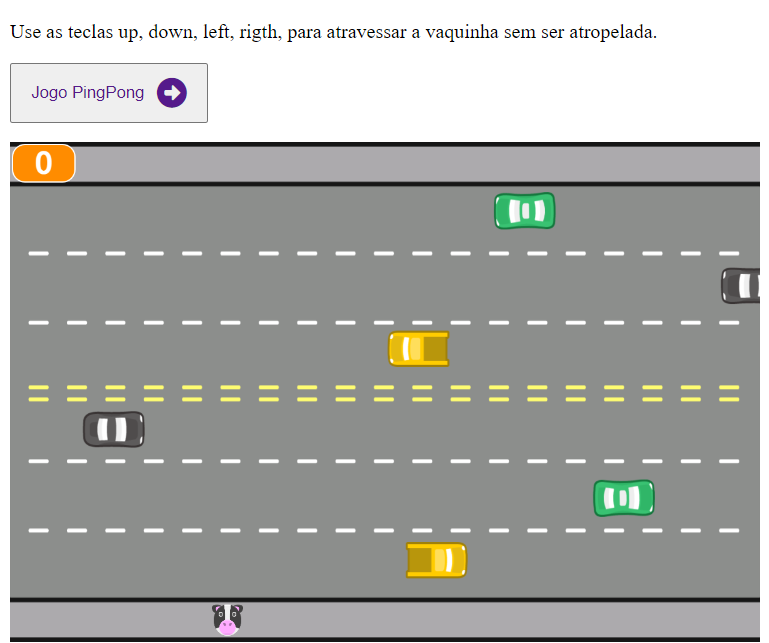 Use as teclas up, down, left, rigth, para atravessar a vaquinha sem ser atropelada.
Jogo PingPong
0